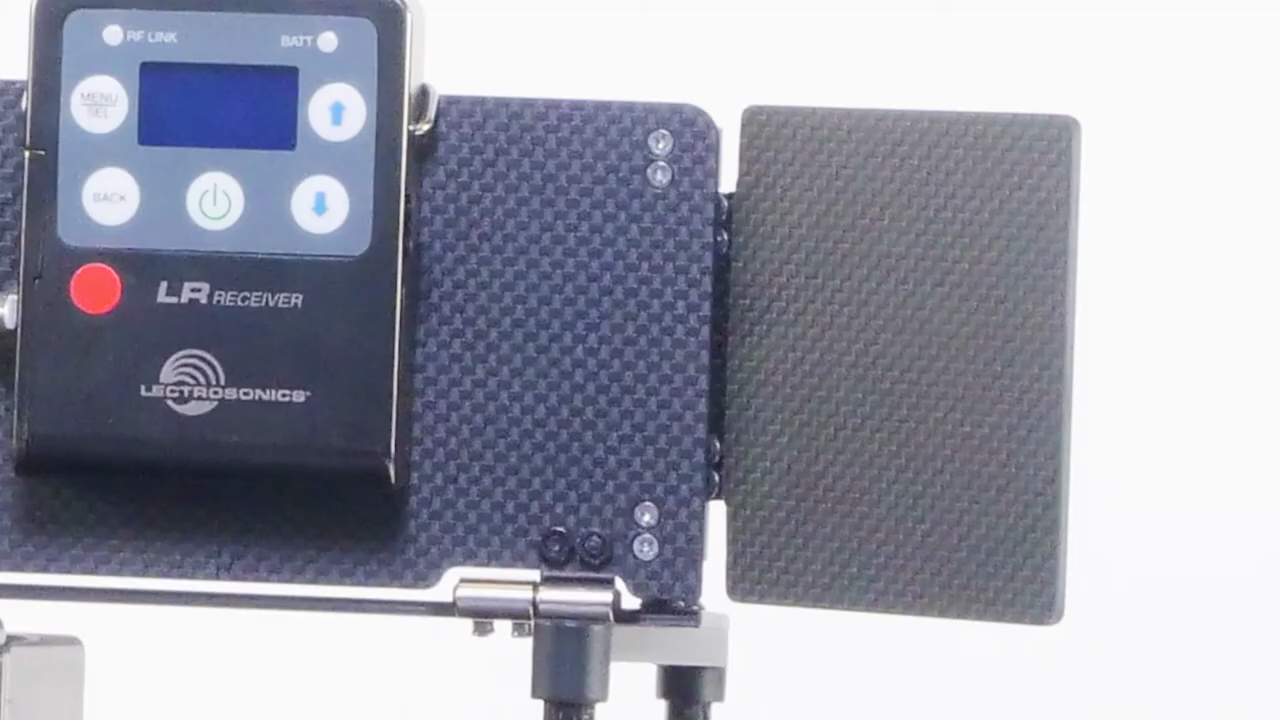 RF LINK
BATT
MENU
SEL
BACK
LR RECEIVER
LECTROSONICS